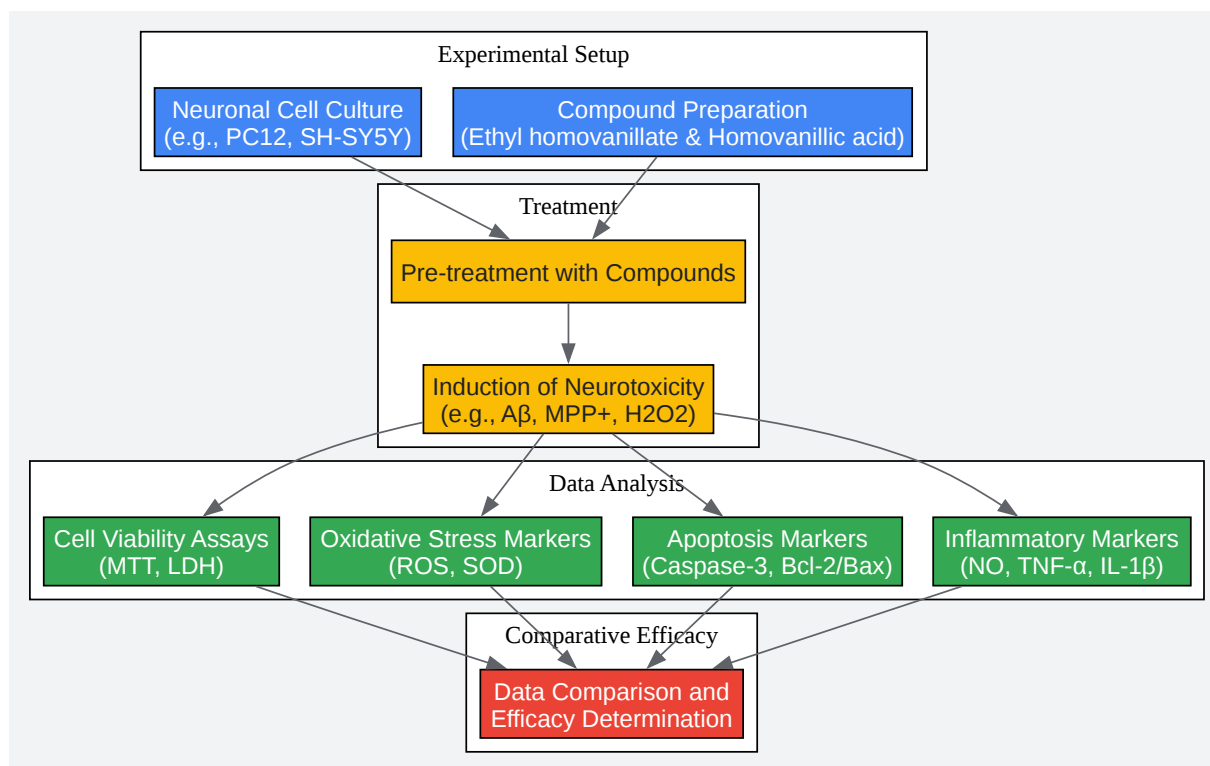 Experimental Setup
Neuronal Cell Culture
(e.g., PC12, SH-SY5Y)
Compound Preparation
(Ethyl homovanillate & Homovanillic acid)
Treatment
Pre-treatment with Compounds
Induction of Neurotoxicity
(e.g., Aβ, MPP+, H2O2)
Data Analysis
Cell Viability Assays
(MTT, LDH)
Oxidative Stress Markers
(ROS, SOD)
Apoptosis Markers
(Caspase-3, Bcl-2/Bax)
Inflammatory Markers
(NO, TNF-α, IL-1β)
Comparative Efficacy
Data Comparison and
Efficacy Determination